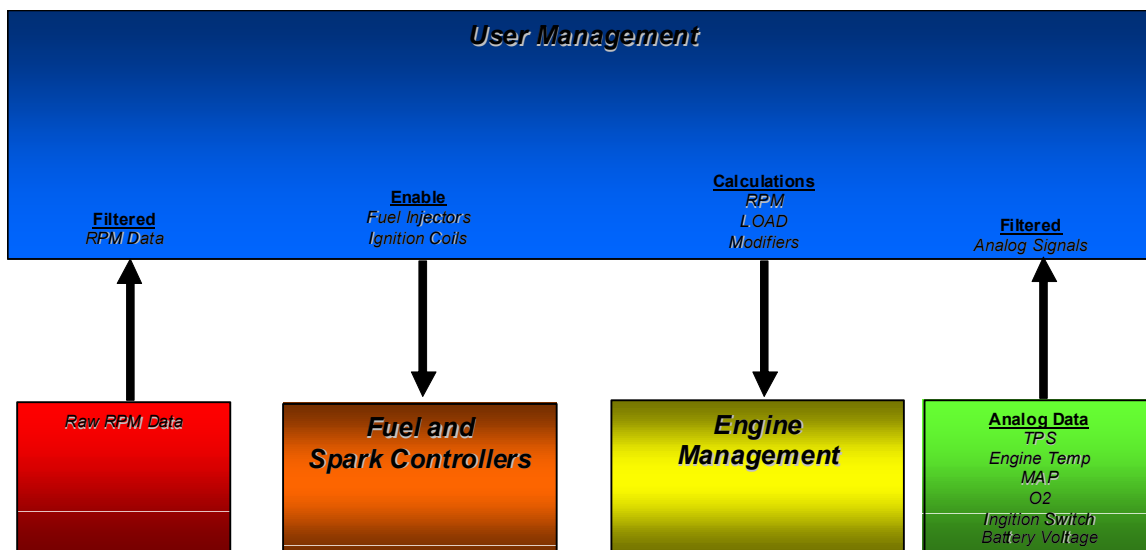 User Management
Filtered
RPM Data
Enable
Fuel Injectors
Ignition Coils
Calculations
RPM
LOAD
Modifiers
Filtered
Analog Signals
Raw RPM Data
Fuel and
Spark Controllers
Engine
Management
Analog Data
TPS
Engine Temp
MAP
O2
Ingition Switch
Battery Voltage